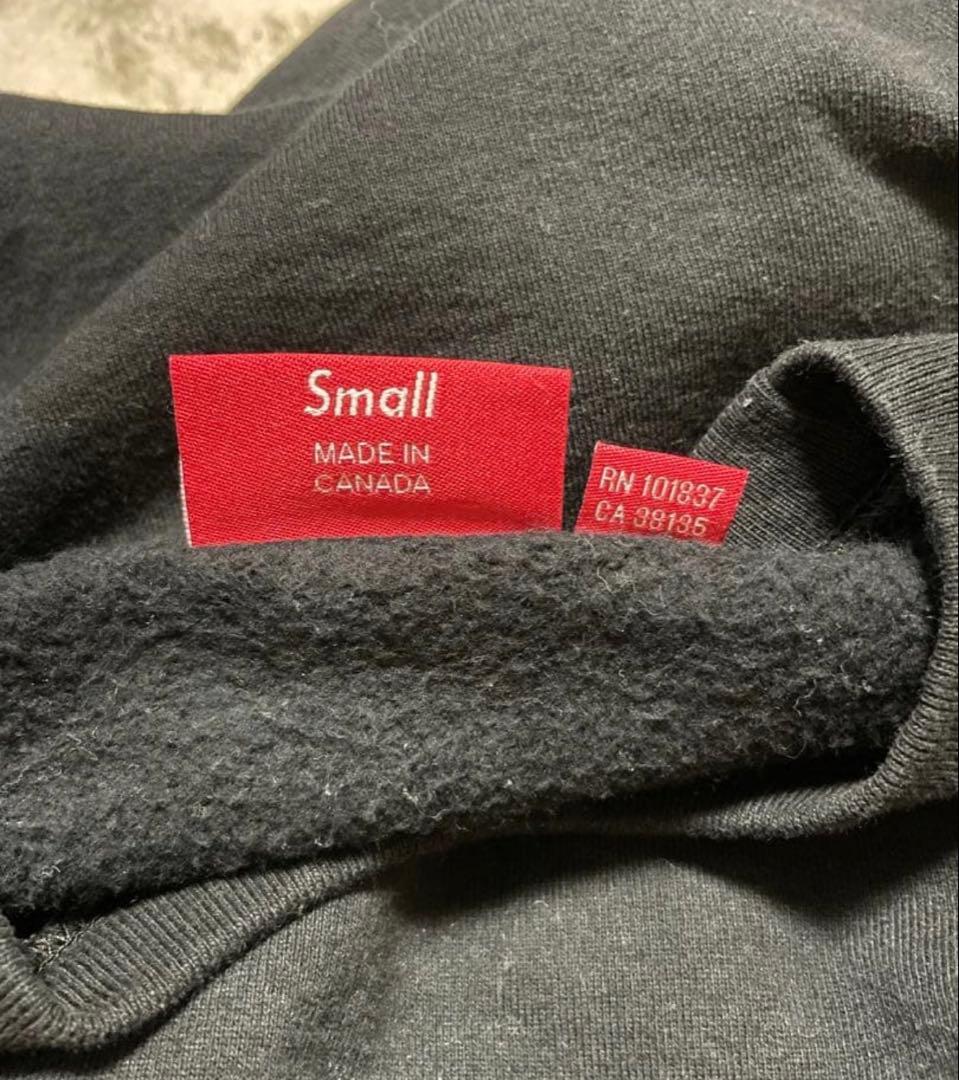 Small
MADE IN
CANADA
RN 101837
CA 38135